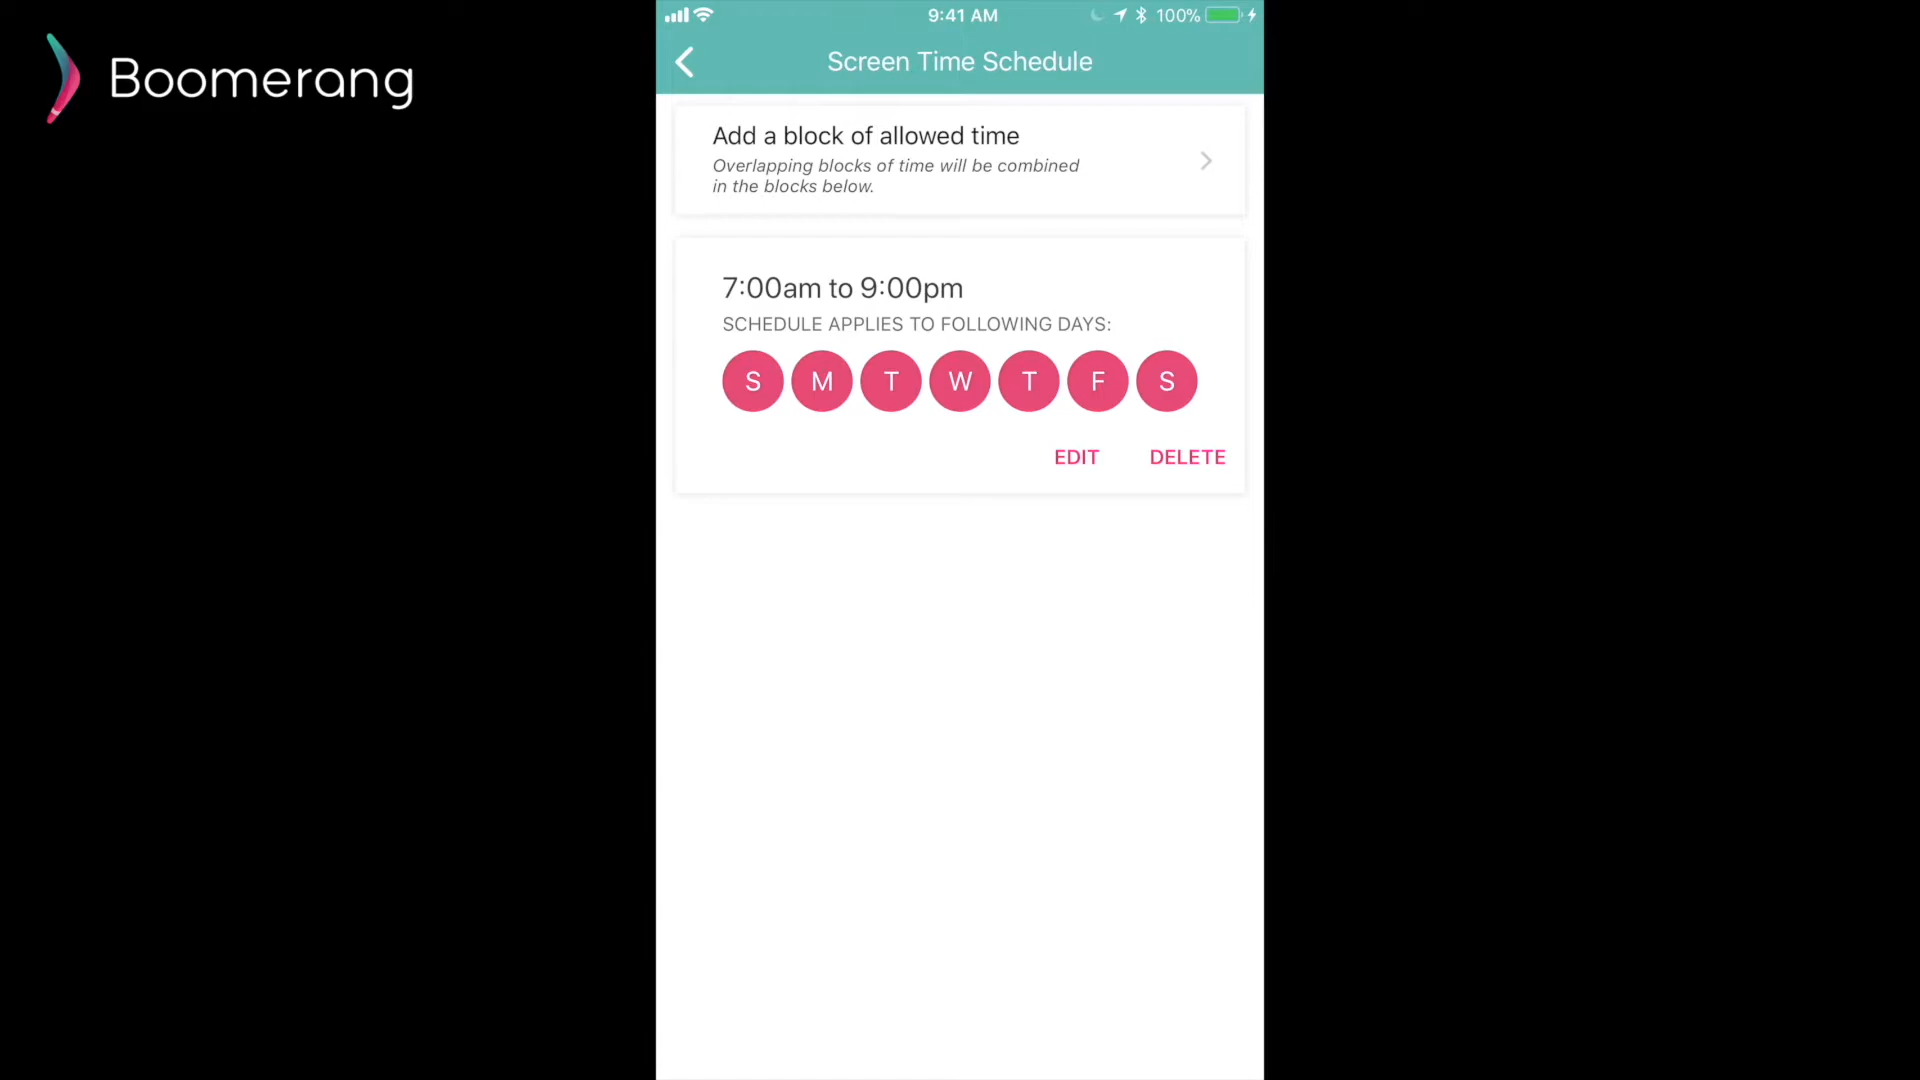 Boomerang
9:41 AM
100%
Screen Time Schedule
Add a block of allowed time
Overlapping blocks of time will be combined
in the blocks below.
7:00am to 9:00pm
SCHEDULE APPLIES TO FOLLOWING DAYS:
S M T W T F S
EDIT DELETE